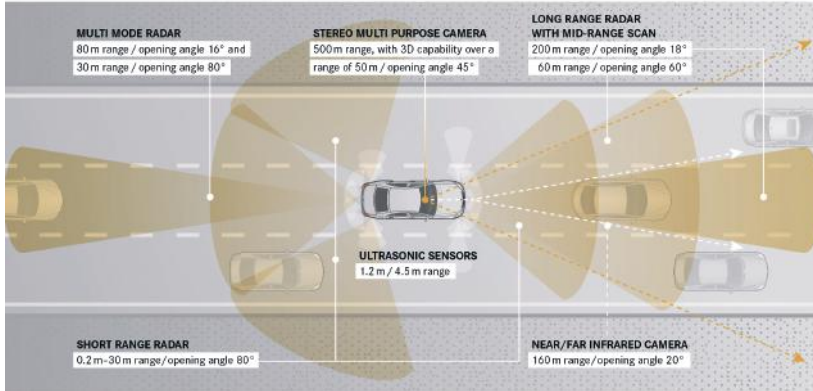 MULTI MODE RADAR
80 m range / opening angle 16° and
30 m range / opening angle 80°
STEREO MULTI PURPOSE CAMERA
500 m range, with 3D capability over a
range of 50 m / opening angle 45°
LONG RANGE RADAR
WITH MID-RANGE SCAN
200 m range / opening angle 18°
60 m range / opening angle 60°
ULTRASONIC SENSORS
1.2 m / 4.5 m range
SHORT RANGE RADAR
0.2 m–30 m range/opening angle 80°
NEAR/FAR INFRARED CAMERA
160 m range/opening angle 20°